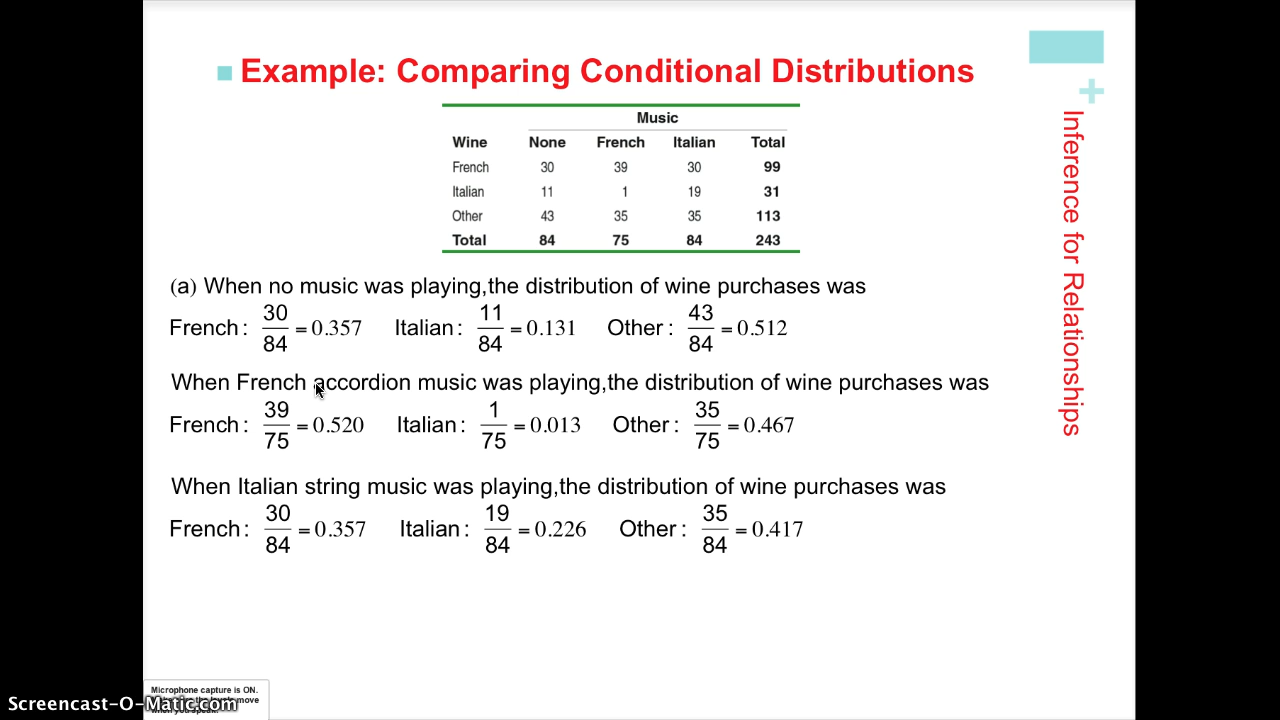 Example: Comparing Conditional Distributions
+
Inference for Relationships
Music
Wine None French Italian Total
French 30 39 30 99
Italian 11 1 19 31
Other 43 35 35 113
Total 84 75 84 243
(a) When no music was playing,the distribution of wine purchases was
French: 30/84 = 0.357 Italian: 11/84 = 0.131 Other: 43/84 = 0.512
When French accordion music was playing,the distribution of wine purchases was
French: 39/75 = 0.520 Italian: 1/75 = 0.013 Other: 35/75 = 0.467
When Italian string music was playing,the distribution of wine purchases was
French: 30/84 = 0.357 Italian: 19/84 = 0.226 Other: 35/84 = 0.417
Microphone capture is ON.
move
Screencast-O-Matic.com